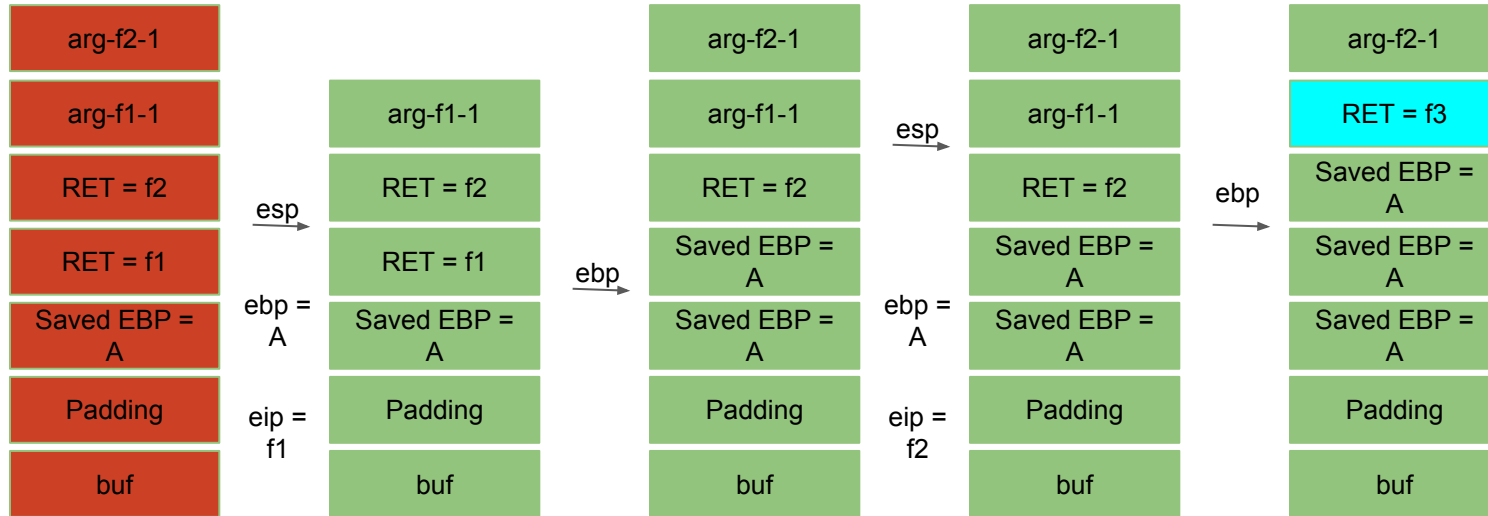 arg-f2-1
arg-f1-1
RET = f2
RET = f1
Saved EBP =
A
Padding
buf
esp
ebp =
A
eip =
f1
arg-f1-1
RET = f2
RET = f1
Saved EBP =
A
Padding
buf
ebp
arg-f2-1
arg-f1-1
RET = f2
Saved EBP =
A
Saved EBP =
A
Padding
buf
esp
ebp =
A
eip =
f2
arg-f2-1
arg-f1-1
RET = f2
Saved EBP =
A
Saved EBP =
A
Padding
buf
ebp
arg-f2-1
RET = f3
Saved EBP =
A
Saved EBP =
A
Saved EBP =
A
Padding
buf